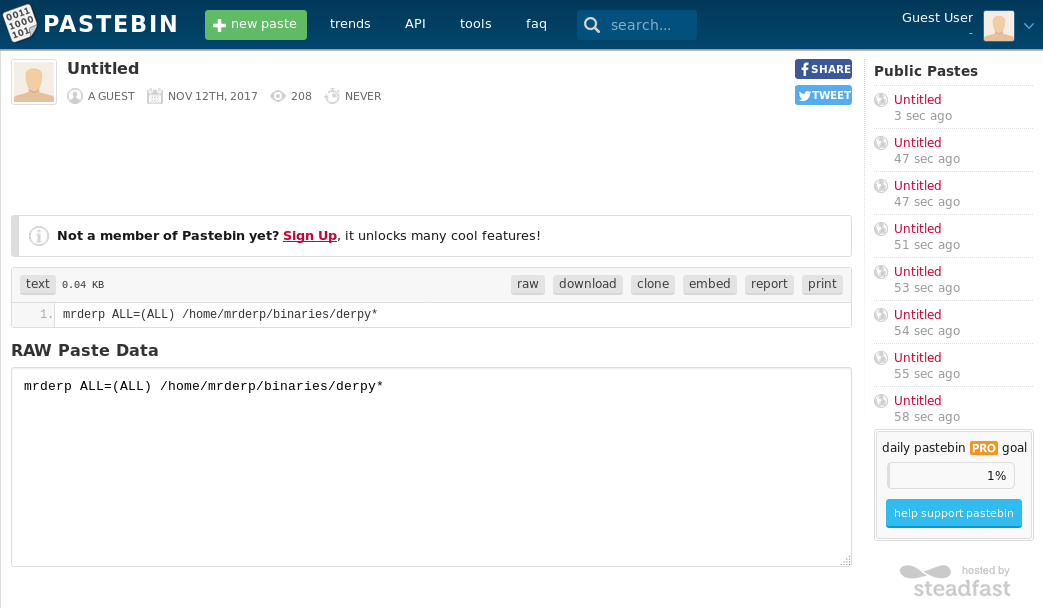 0011
1000
101
PASTEBIN
new paste
trends
API
tools
faq
search...
Guest User
-
Untitled
A GUEST NOV 12TH, 2017 208 NEVER
SHARE
TWEET
Not a member of Pastebin yet? Sign Up, it unlocks many cool features!
text 0.04 KB
raw download clone embed report print
1. mrderp ALL=(ALL) /home/mrderp/binaries/derpy*
RAW Paste Data
mrderp ALL=(ALL) /home/mrderp/binaries/derpy*
Public Pastes
Untitled
3 sec ago
Untitled
47 sec ago
Untitled
47 sec ago
Untitled
51 sec ago
Untitled
53 sec ago
Untitled
54 sec ago
Untitled
55 sec ago
Untitled
58 sec ago
daily pastebin PRO goal
1%
help support pastebin
hosted by
steadfast